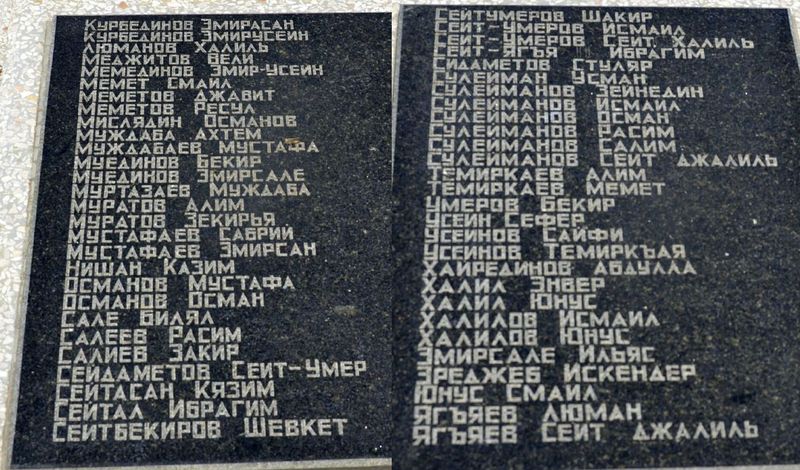 КУРБЕДИНОВ ЭМИРАСАН
КУРБЕДИНОВ ЭМИРУСЕИН
ЛЮМАНОВ ХАЛИЛЬ
МЕДЖИТОВ ВЕЛИ
МЕМЕДИНОВ ЭМИР-УСЕИН
МЕМЕТ СМАИЛ
МЕМЕТОВ ДЖАВИТ
МЕМЕТОВ РЕСУЛ
МИСЛЯДИН ОСМАНОВ
МУЖДАБА АХТЕМ
МУЖДАБАЕВ МУСТАФА
МУЕДИНОВ БЕКИР
МУЕДИНОВ ЭМИРСАЛЕ
МУРТАЗАЕВ МУЖДАБА
МУРАТОВ АЛИМ
МУРАТОВ ЗЕКИРЬЯ
МУСТАФАЕВ САБРИЙ
МУСТАФАЕВ ЭМИРСАН
НИШАН КАЗИМ
ОСМАНОВ МУСТАФА
ОСМАНОВ ОСМАН
САЛЕ БИЛЯЛ
САЛЕЕВ РАСИМ
САЛИЕВ ЗАКИР
СЕЙДАМЕТОВ СЕИТ-УМЕР
СЕЙТАСАН КЯЗИМ
СЕЙТАЛ ИБРАГИМ
СЕИТБЕКИРОВ ШЕВКЕТ
СЕЙТУМЕРОВ ШАКИР
СЕИТ-УМЕРОВ ИСМАИЛ
СЕИТ-УМЕРОВ СЕИТ ХАЛИЛЬ
СЕИТ-ЯГЪЯ ИБРАГИМ
СИДАМЕТОВ СТУЛЯР
СУЛЕЙМАН УСМАН
СУЛЕЙМАНОВ ЗЕЙНЕДИН
СУЛЕЙМАНОВ ИСМАИЛ
СУЛЕЙМАНОВ ОСМАН
СУЛЕЙМАНОВ РАСИМ
СУЛЕЙМАНОВ САЛИМ
СУЛЕЙМАНОВ СЕИТ ДЖАЛИЛЬ
ТЕМИРКАЕВ АЛИМ
ТЕМИРКАЕВ МЕМЕТ
УМЕРОВ БЕКИР
УСЕИН СЕФЕР
УСЕИНОВ САЙФИ
УСЕИНОВ ТЕМИРКЪАЯ
ХАЙРЕДИНОВ АБДУЛЛА
ХАЛИЛ ЭНВЕР
ХАЛИЛ ЮНУС
ХАЛИЛОВ ИСМАИЛ
ХАЛИЛОВ ЮНУС
ЭМИРСАЛЕ ИЛЬЯС
ЭРЕДЖЕБ ИСКЕНДЕР
ЮНУС СМАИЛ
ЯГЪЯЕВ ЛЮМАН
ЯГЪЯЕВ СЕИТ ДЖАЛИЛЬ